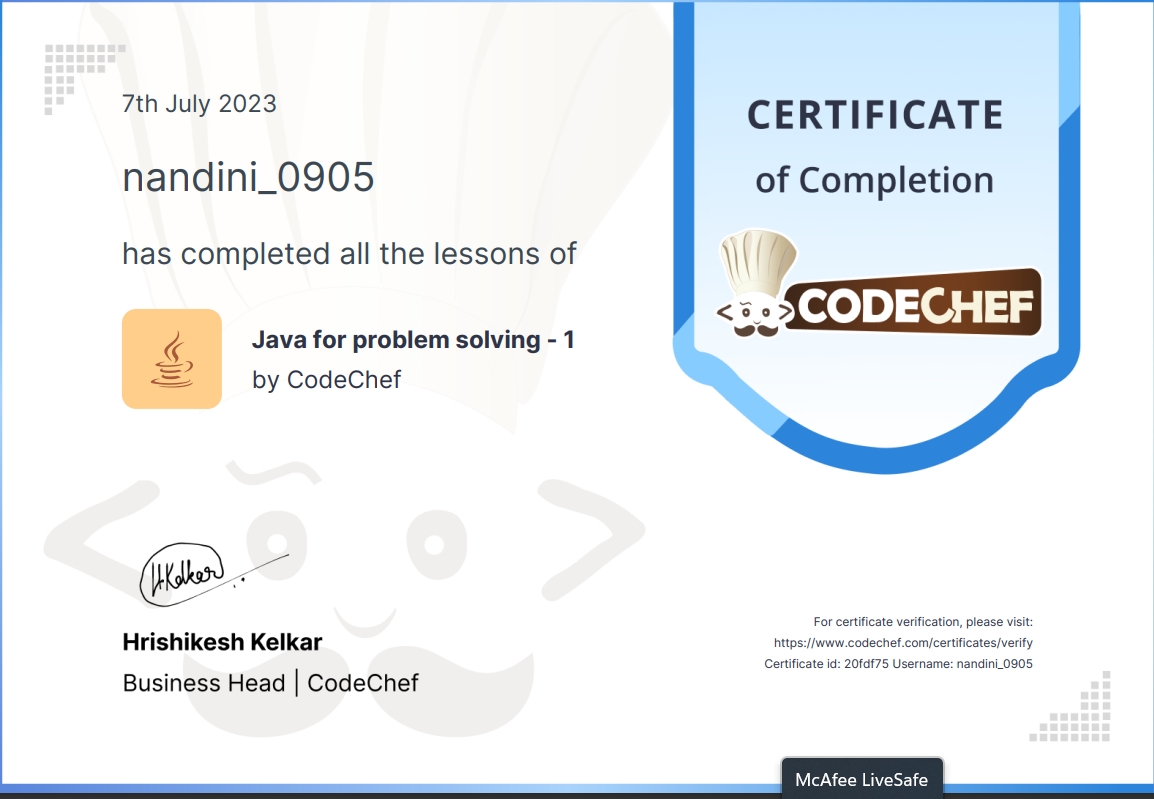 7th July 2023
nandini_0905
has completed all the lessons of
Java for problem solving - 1
by CodeChef
CERTIFICATE
of Completion
CODECHEF
HKelkar
Hrishikesh Kelkar
Business Head | CodeChef
For certificate verification, please visit:
https://www.codechef.com/certificates/verify
Certificate id: 20fdf75 Username: nandini_0905
McAfee LiveSafe